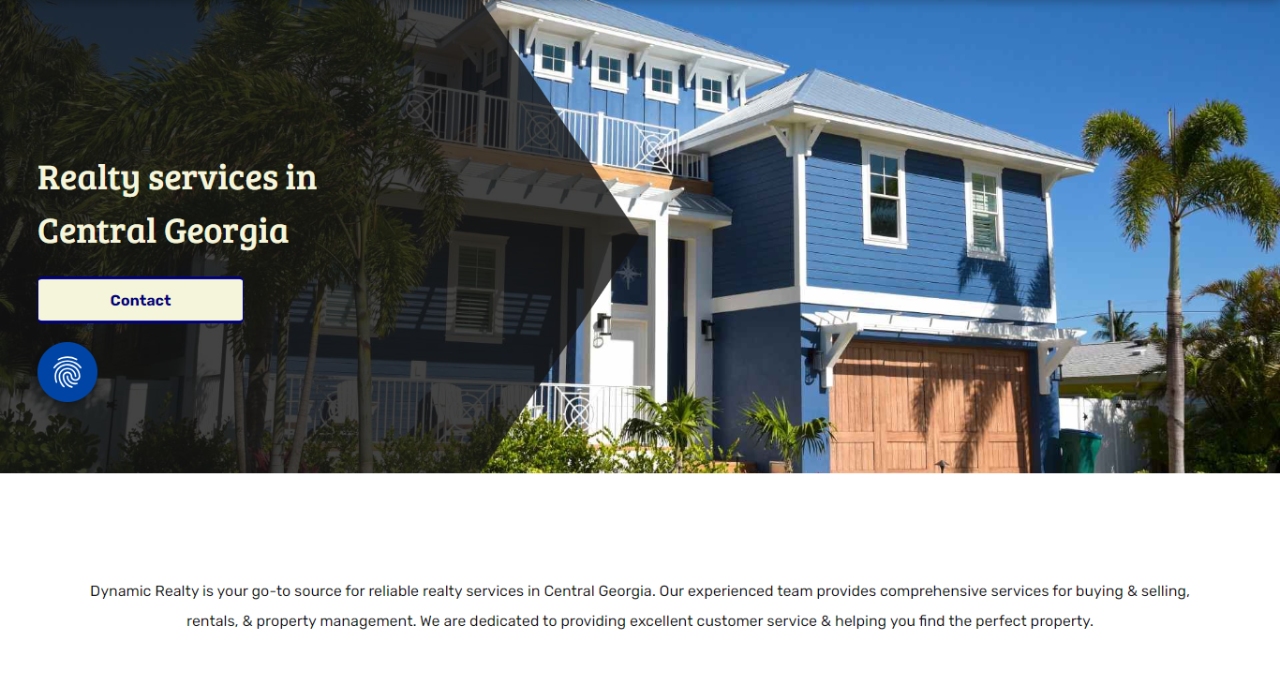 Realty services in
Central Georgia
Contact
Dynamic Realty is your go-to source for reliable realty services in Central Georgia. Our experienced team provides comprehensive services for buying & selling,
rentals, & property management. We are dedicated to providing excellent customer service & helping you find the perfect property.